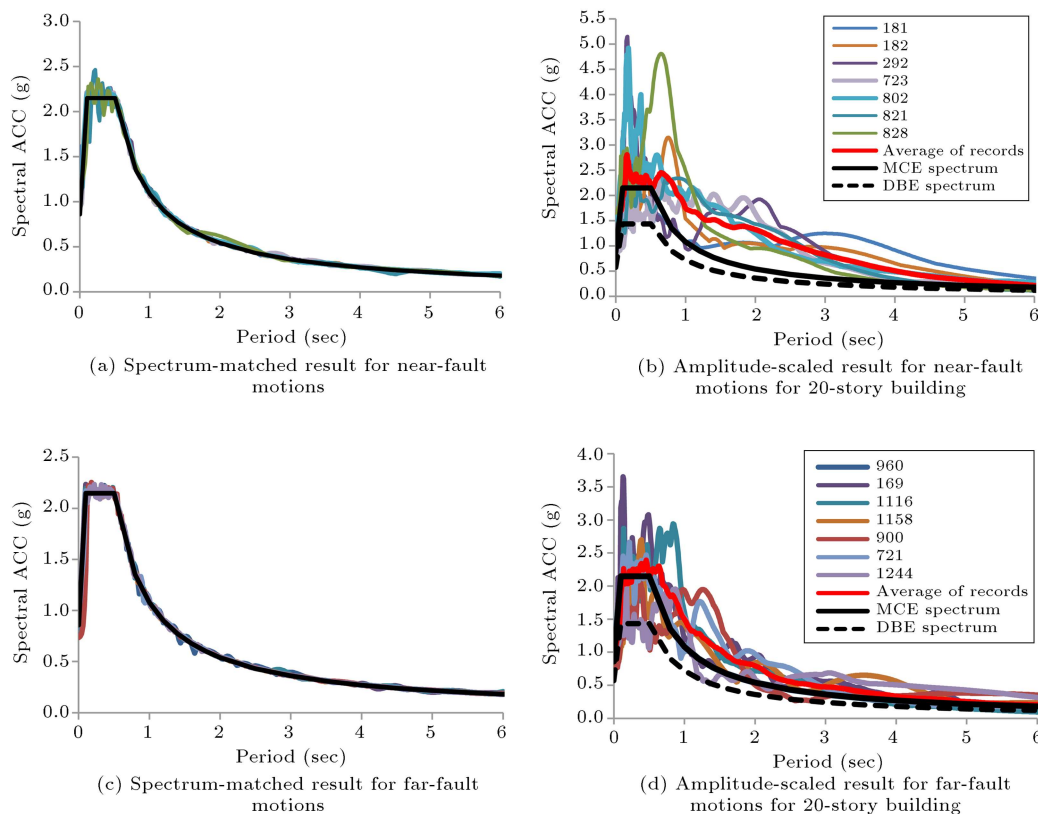 3.0
2.5
2.0
1.5
1.0
0.5
0.0
Spectral ACC (g)
0 1 2 3 4 5 6
Period (sec)
(a) Spectrum-matched result for near-fault
motions
5.5
5.0
4.5
4.0
3.5
3.0
2.5
2.0
1.5
1.0
0.5
0.0
Spectral ACC (g)
181
182
292
723
802
821
828
Average of records
MCE spectrum
DBE spectrum
0 1 2 3 4 5 6
Period (sec)
(b) Amplitude-scaled result for near-fault
motions for 20-story building
2.5
2.0
1.5
1.0
0.5
0.0
Spectral ACC (g)
0 1 2 3 4 5 6
Period (sec)
(c) Spectrum-matched result for far-fault
motions
4.0
3.5
3.0
2.5
2.0
1.5
1.0
0.5
0.0
Spectral ACC (g)
960
169
1116
1158
900
721
1244
Average of records
MCE spectrum
DBE spectrum
0 1 2 3 4 5 6
Period (sec)
(d) Amplitude-scaled result for far-fault
motions for 20-story building